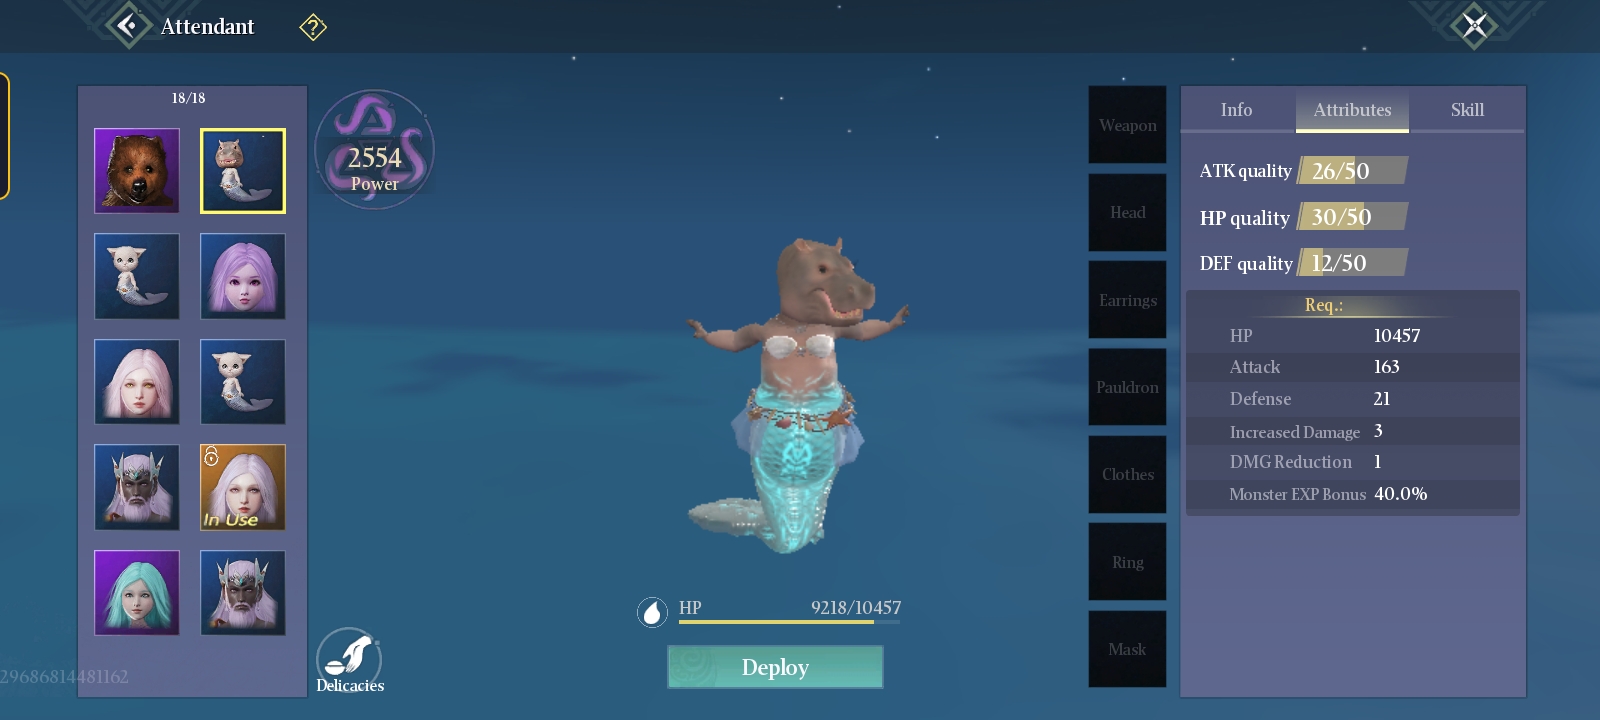 Attendant
?
18/18
2554
Power
In Use
29686814481162
Delicacies
HP 9218/10457
Deploy
Weapon
Head
Earrings
Pauldron
Clothes
Ring
Mask
Info Attributes Skill
ATK quality 26/50
HP quality 30/50
DEF quality 12/50
Req.:
HP 10457
Attack 163
Defense 21
Increased Damage 3
DMG Reduction 1
Monster EXP Bonus 40.0%